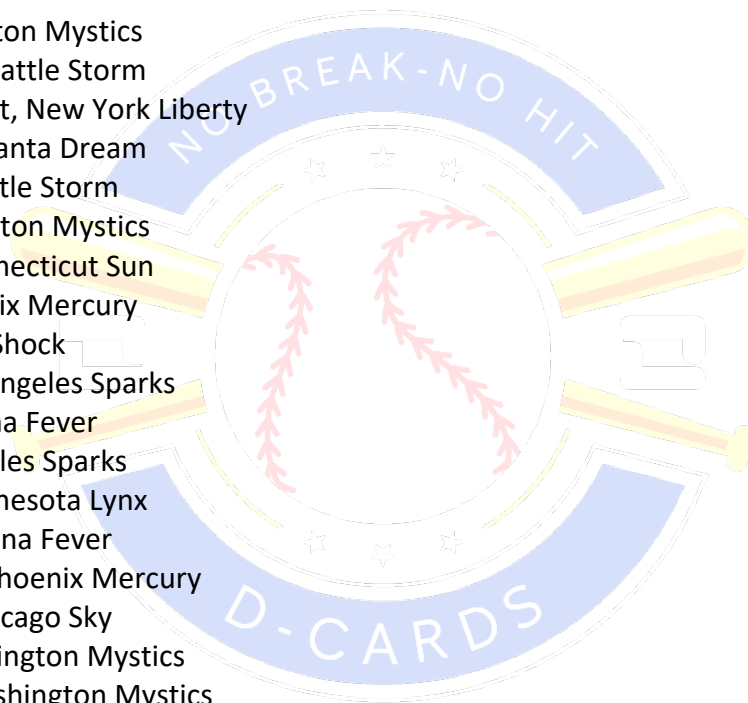 ton Mystics
attle Storm
t, New York Liberty
anta Dream
tle Storm
ton Mystics
necticut Sun
ix Mercury
Shock
ngeles Sparks
na Fever
les Sparks
nesota Lynx
na Fever
hoenix Mercury
cago Sky
ington Mystics
shington Mystics
NO BREAK-NO HIT
D-CARDS